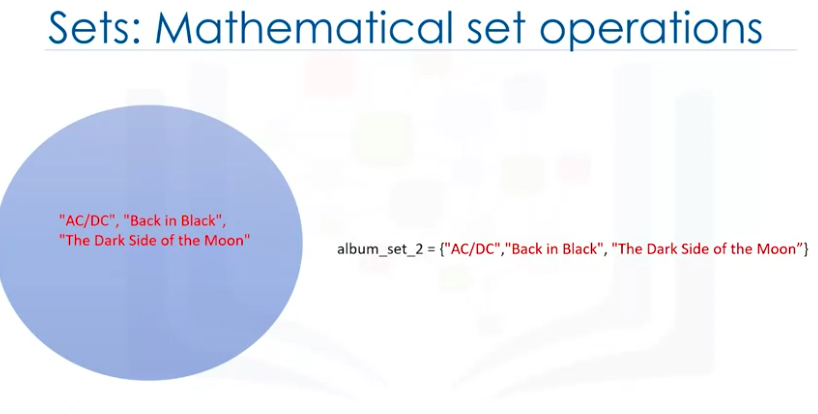 Sets: Mathematical set operations
"AC/DC", "Back in Black",
"The Dark Side of the Moon"
album_set_2 = {"AC/DC","Back in Black", "The Dark Side of the Moon”}